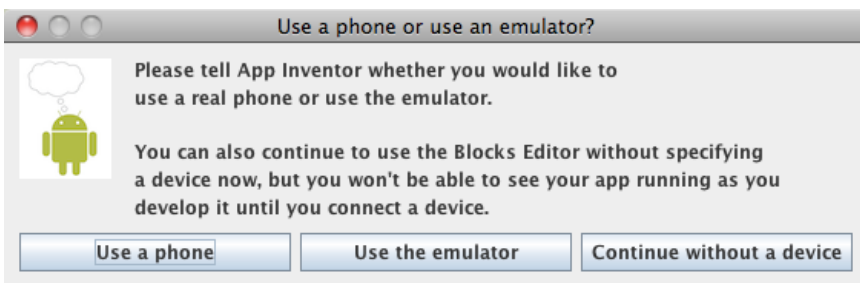 Use a phone or use an emulator?
Please tell App Inventor whether you would like to
use a real phone or use the emulator.
You can also continue to use the Blocks Editor without specifying
a device now, but you won't be able to see your app running as you
develop it until you connect a device.
Use a phone
Use the emulator
Continue without a device